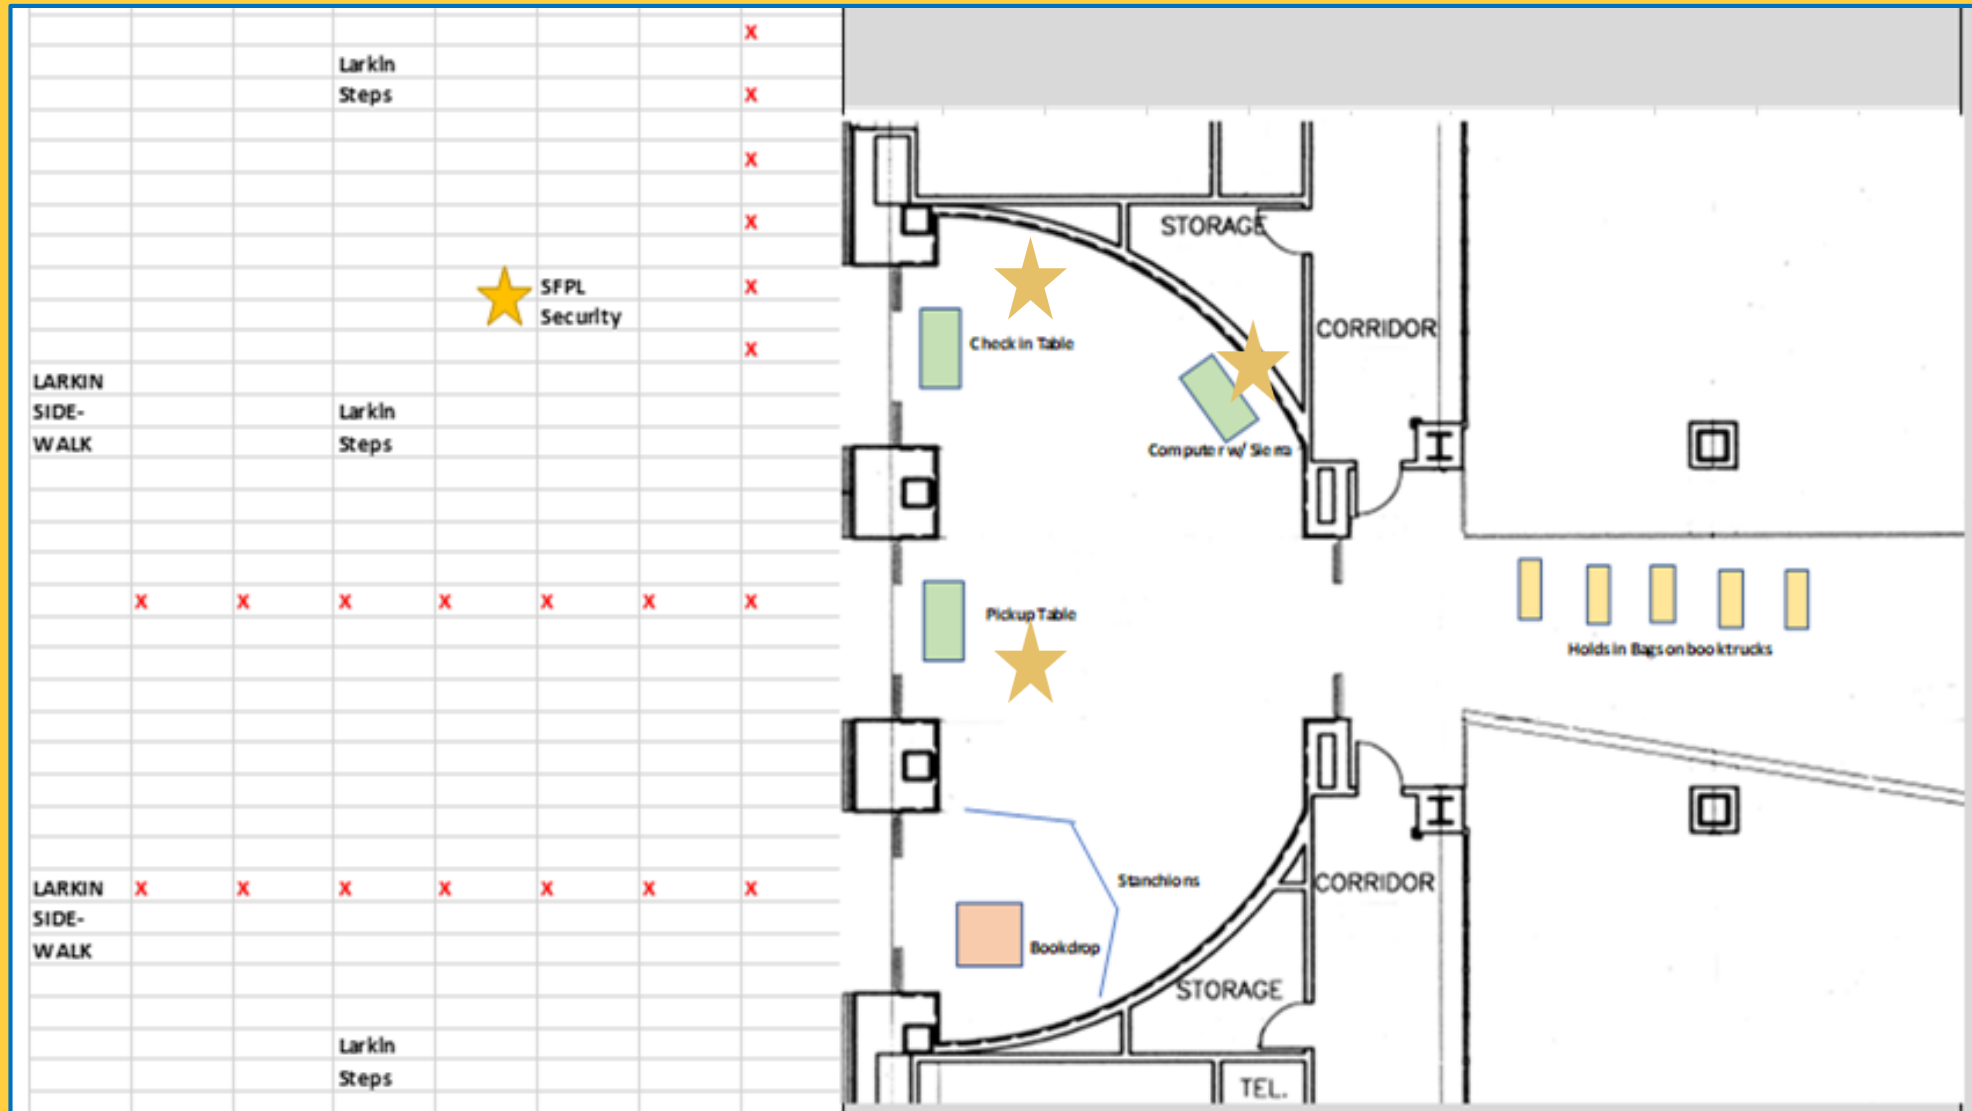 X
Larkin
Steps
X
X
X
SFPL
Security
X
X
LARKIN
SIDE-
WALK
Larkin
Steps
X X X X X X X
LARKIN
SIDE-
WALK
X X X X X X X
Larkin
Steps
STORAGE
CORRIDOR
Check in Table
Computer w/ Sierra
Pickup Table
Holds in Bags on booktrucks
Stanchions
CORRIDOR
Bookdrop
STORAGE
TEL.